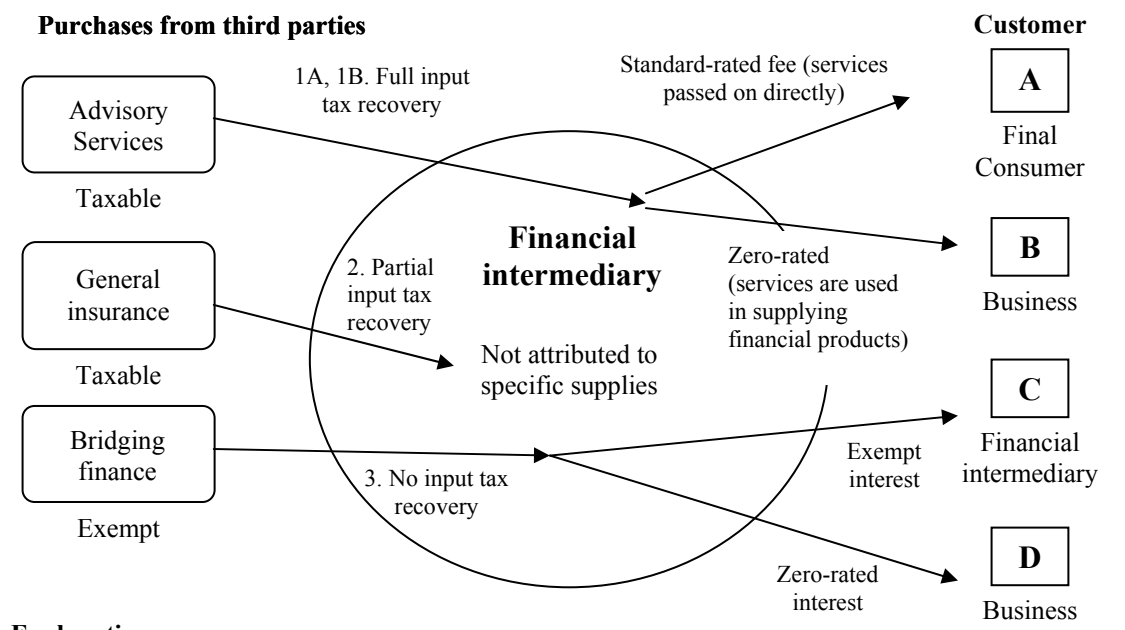 Purchases from third parties
Customer
Advisory
Services
Taxable
1A, 1B. Full input
tax recovery
Standard-rated fee (services
passed on directly)
A
Final
Consumer
Financial
intermediary
Zero-rated
(services are used
in supplying
financial products)
B
Business
General
insurance
Taxable
2. Partial
input tax
recovery
Not attributed to
specific supplies
Bridging
finance
Exempt
3. No input tax
recovery
Exempt
interest
C
Financial
intermediary
Zero-rated
interest
D
Business